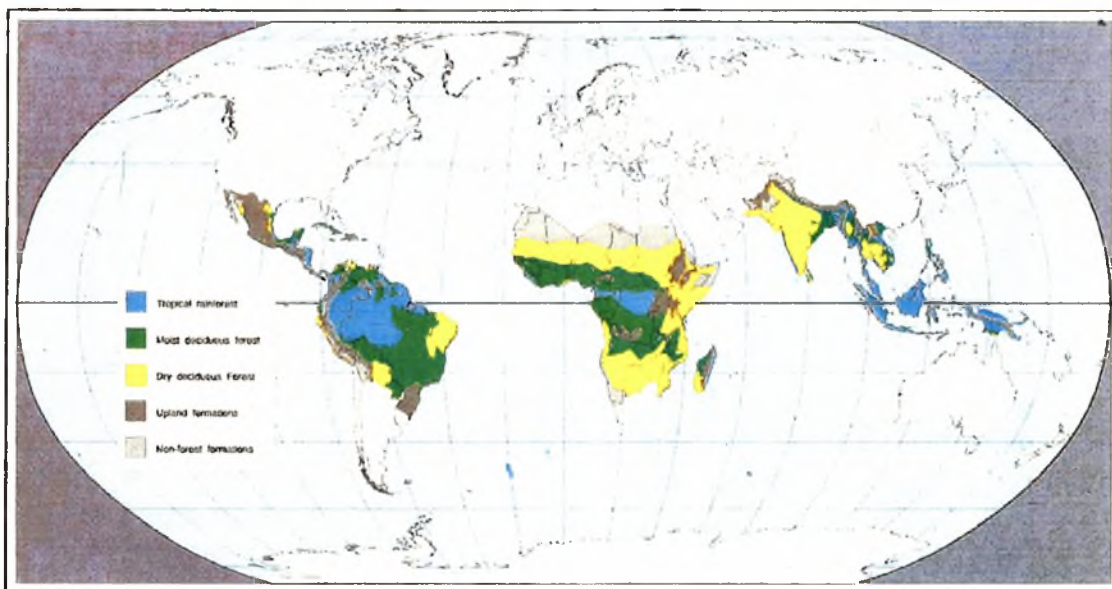 Tropical rainforest
Moist deciduous forest
Dry deciduous Forest
Upland formations
Non-forest formations